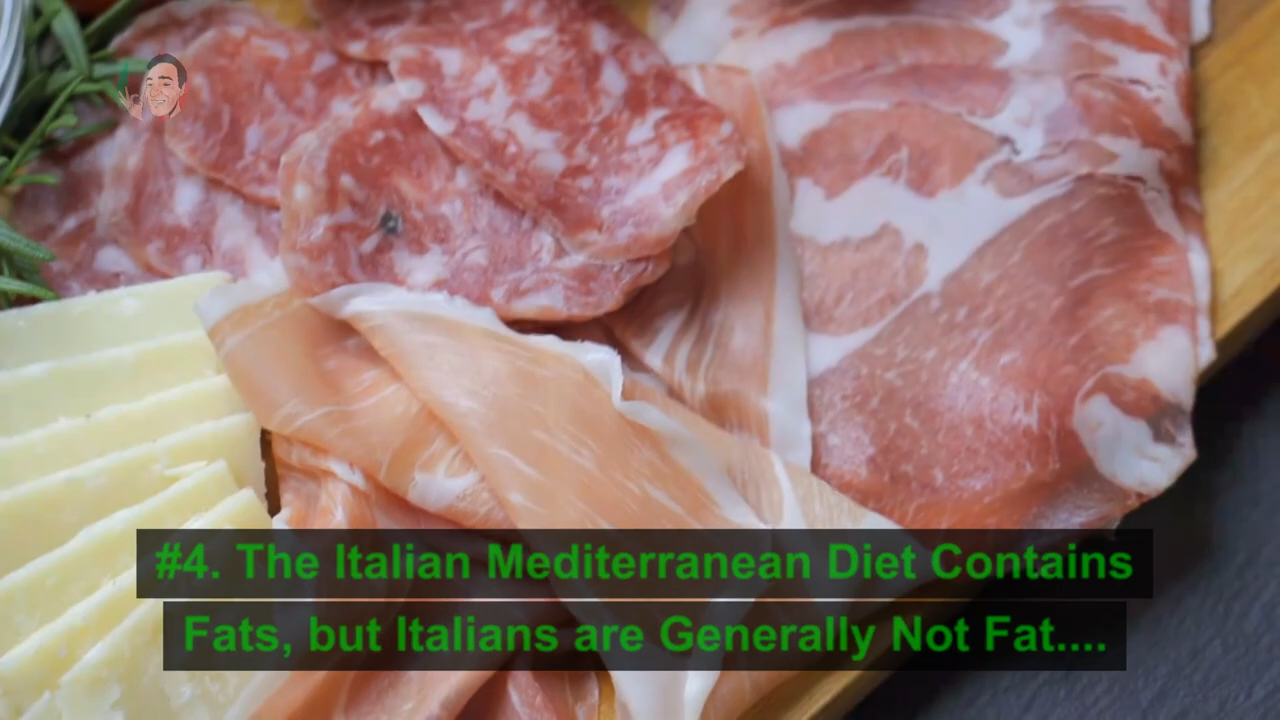 #4. The Italian Mediterranean Diet Contains
Fats, but Italians are Generally Not Fat....